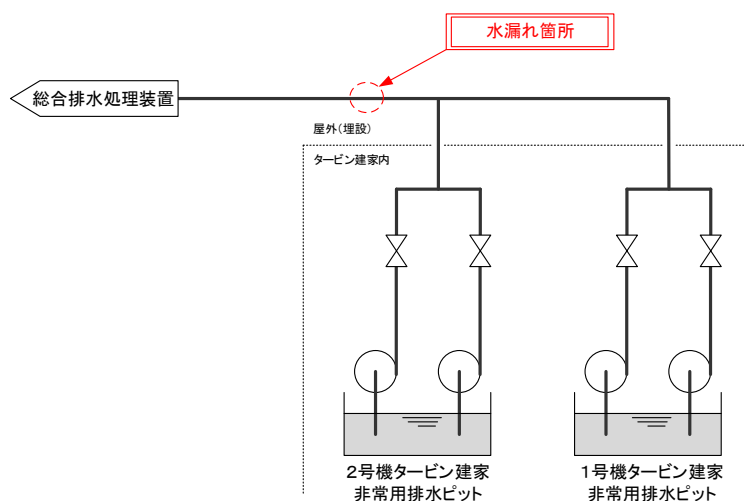 水漏れ箇所
総合排水処理装置
屋外(埋設)
タービン建家内
2号機タービン建家
非常用排水ピット
1号機タービン建家
非常用排水ピット